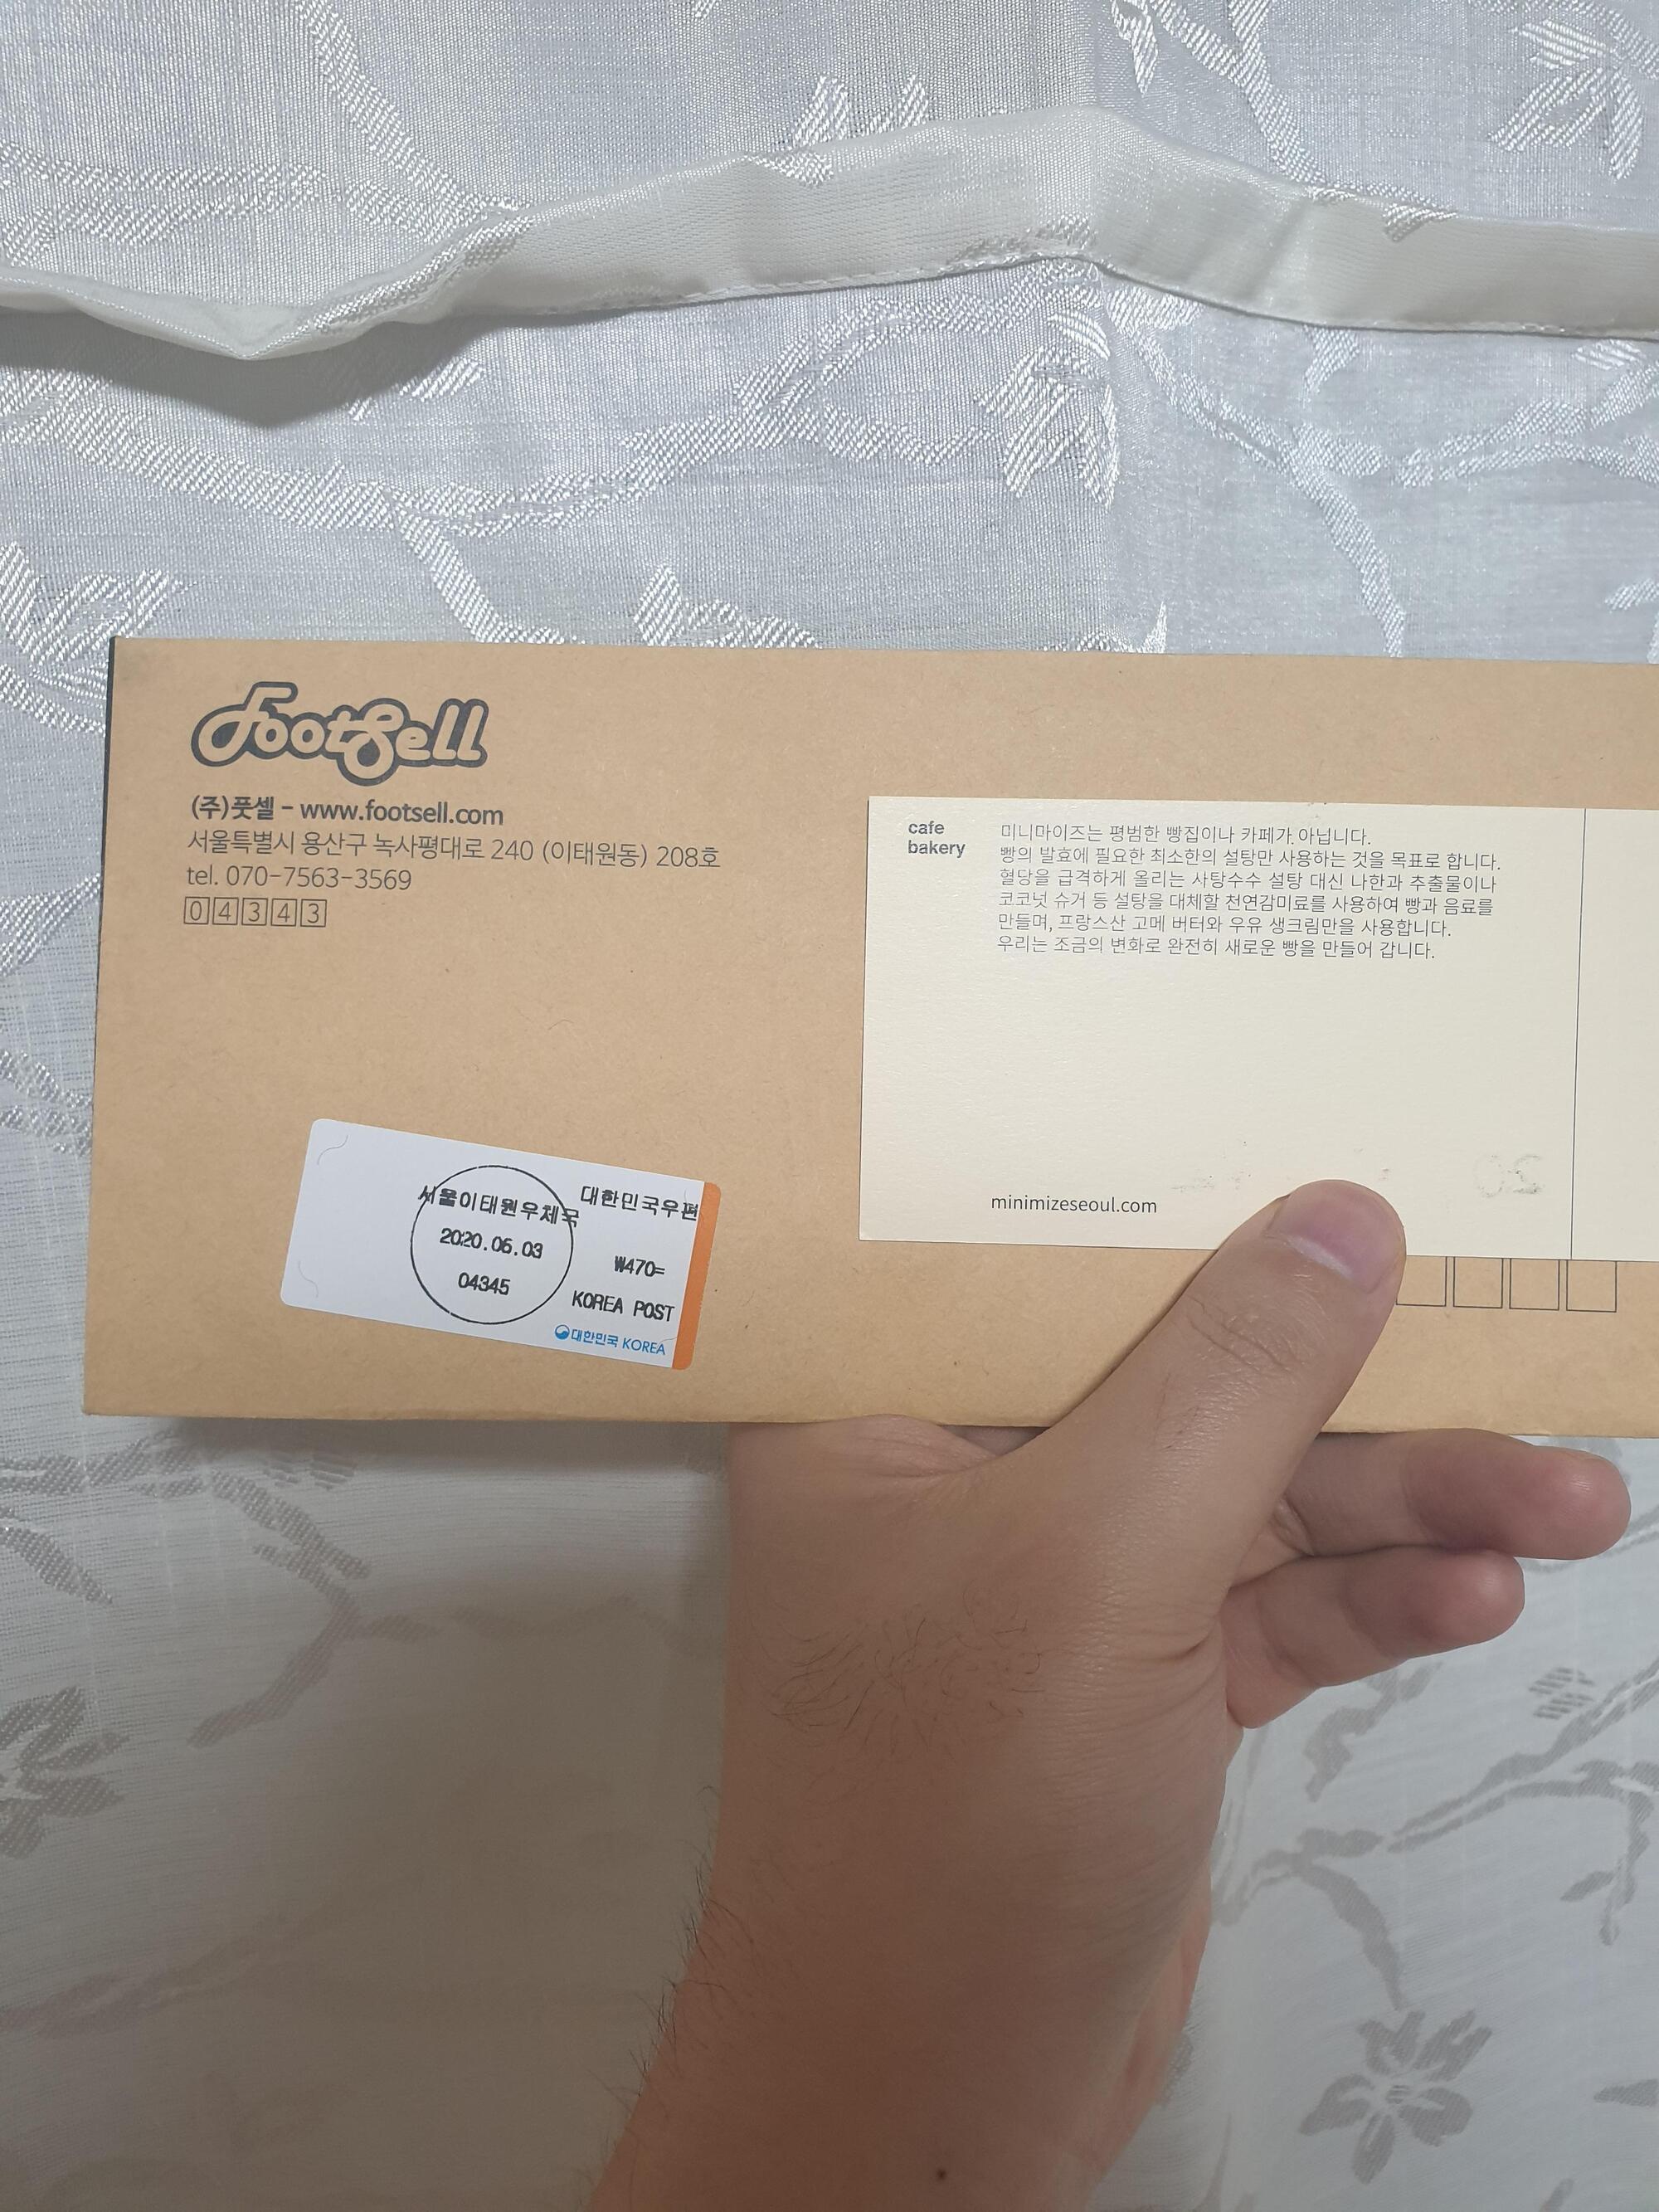 FootSell
(주)풋셀 - www.footsell.com
서울특별시 용산구 녹사평대로 240 (이태원동) 208호
tel. 070-7563-3569
04343
cafe
bakery
미니마이즈는 평범한 빵집이나 카페가 아닙니다.
빵의 발효에 필요한 최소한의 설탕만 사용하는 것을 목표로 합니다.
혈당을 급격하게 올리는 사탕수수 설탕 대신 나한과 추출물이나
코코넛 슈거 등 설탕을 대체할 천연감미료를 사용하여 빵과 음료를
만들며, 프랑스산 고메 버터와 우유 생크림만을 사용합니다.
우리는 조금의 변화로 완전히 새로운 빵을 만들어 갑니다.
minimizeseoul.com
서울이태원우체국
2020.06.03
04345
대한민국우편
₩470=
KOREA POST
대한민국 KOREA